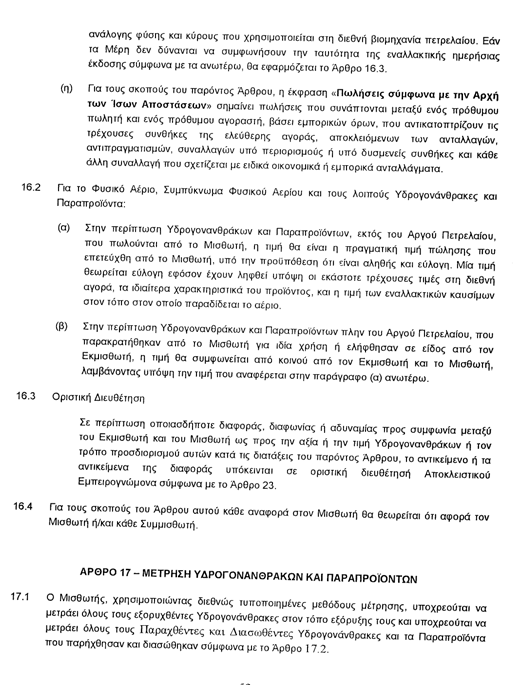 ανάλογης φύσης και κύρους που χρησιμοποιείται στη διεθνή βιομηχανία πετρελαίου. Εάν
τα Μέρη δεν δύνανται να συμφωνήσουν την ταυτότητα της εναλλακτικής ημερήσιας
έκδοσης σύμφωνα με τα ανωτέρω, θα εφαρμόζεται το Άρθρο 16.3.
(η) Για τους σκοπούς του παρόντος Άρθρου, η έκφραση «Πωλήσεις σύμφωνα με την Αρχή
των Ίσων Αποστάσεων» σημαίνει πωλήσεις που συνάπτονται μεταξύ ενός πρόθυμου
πωλητή και ενός πρόθυμου αγοραστή, βάσει εμπορικών όρων, που αντικατοπτρίζουν τις
τρέχουσες συνθήκες της ελεύθερης αγοράς, αποκλειόμενων των ανταλλαγών,
αντιπραγματισμών, συναλλαγών υπό περιορισμούς ή υπό δυσμενείς συνθήκες και κάθε
άλλη συναλλαγή που σχετίζεται με ειδικά οικονομικά ή εμπορικά ανταλλάγματα.
16.2 Για το Φυσικό Αέριο, Συμπύκνωμα Φυσικού Αερίου και τους λοιπούς Υδρογονάνθρακες και
Παραπροϊόντα:
(α) Στην περίπτωση Υδρογονανθράκων και Παραπροϊόντων, εκτός του Αργού Πετρελαίου,
που πωλούνται από το Μισθωτή, η τιμή θα είναι η πραγματική τιμή πώλησης που
επετεύχθη από το Μισθωτή, υπό την προϋπόθεση ότι είναι αληθής και εύλογη. Μία τιμή
θεωρείται εύλογη εφόσον έχουν ληφθεί υπόψη οι εκάστοτε τρέχουσες τιμές στη διεθνή
αγορά, τα ιδιαίτερα χαρακτηριστικά του προϊόντος, και η τιμή των εναλλακτικών καυσίμων
στον τόπο στον οποίο παραδίδεται το αέριο.
(β) Στην περίπτωση Υδρογονανθράκων και Παραπροϊόντων πλην του Αργού Πετρελαίου, που
παρακρατήθηκαν από το Μισθωτή για ιδία χρήση ή ελήφθησαν σε είδος από τον
Εκμισθωτή, η τιμή θα συμφωνείται από κοινού από τον Εκμισθωτή και το Μισθωτή,
λαμβάνοντας υπόψη την τιμή που αναφέρεται στην παράγραφο (α) ανωτέρω.
16.3 Οριστική Διευθέτηση
Σε περίπτωση οποιασδήποτε διαφοράς, διαφωνίας ή αδυναμίας προς συμφωνία μεταξύ
του Εκμισθωτή και του Μισθωτή ως προς την αξία ή την τιμή Υδρογονανθράκων ή τον
τρόπο προσδιορισμού αυτών κατά τις διατάξεις του παρόντος Άρθρου, το αντικείμενο ή τα
αντικείμενα της διαφοράς υπόκεινται σε οριστική διευθέτησή Αποκλειστικού
Εμπειρογνώμονα σύμφωνα με το Άρθρο 23.
16.4 Για τους σκοπούς του Άρθρου αυτού κάθε αναφορά στον Μισθωτή θα θεωρείται ότι αφορά τον
Μισθωτή ή/και κάθε Συμμισθωτή.
ΑΡΘΡΟ 17 – ΜΕΤΡΗΣΗ ΥΔΡΟΓΟΝΑΝΘΡΑΚΩΝ ΚΑΙ ΠΑΡΑΠΡΟΪΟΝΤΩΝ
17.1 Ο Μισθωτής, χρησιμοποιώντας διεθνώς τυποποιημένες μεθόδους μέτρησης, υποχρεούται να
μετράει όλους τους εξορυχθέντες Υδρογονάνθρακες στον τόπο εξόρυξης τους και υποχρεούται να
μετράει όλους τους Παραχθέντες και Διασωθέντες Υδρογονάνθρακες και τα Παραπροϊόντα
που παρήχθησαν και διασώθηκαν σύμφωνα με το Άρθρο 17.2.